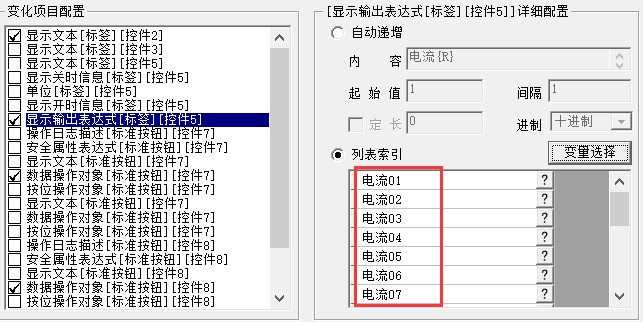 变化项目配置
显示文本[标签][控件2]
显示文本[标签][控件3]
显示文本[标签][控件5]
显示关时信息[标签][控件5]
单位[标签][控件5]
显示开时信息[标签][控件5]
显示输出表达式[标签][控件5]
操作日志描述[标准按钮][控件7]
安全属性表达式[标准按钮][控件7]
显示文本[标准按钮][控件7]
数据操作对象[标准按钮][控件7]
按位操作对象[标准按钮][控件7]
显示文本[标准按钮][控件7]
数据操作对象[标准按钮][控件7]
按位操作对象[标准按钮][控件7]
操作日志描述[标准按钮][控件8]
安全属性表达式[标准按钮][控件8]
显示文本[标准按钮][控件8]
数据操作对象[标准按钮][控件8]
按位操作对象[标准按钮][控件8]
[显示输出表达式[标签][控件5]]详细配置
自动递增
内 容 电流{R}
起 始 值 1 间隔 1
定 长 0 进制 十进制
列表索引 变量选择
电流01 ?
电流02 ?
电流03 ?
电流04 ?
电流05 ?
电流06 ?
电流07 ?